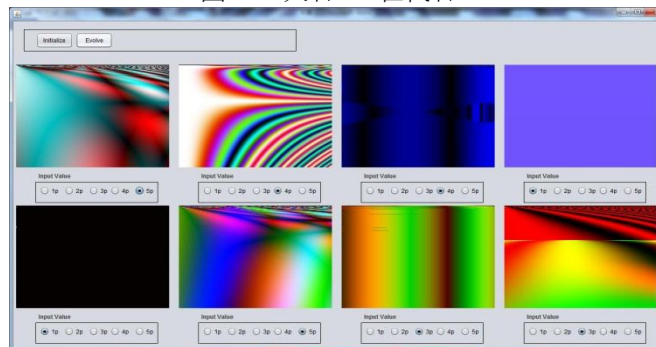 Initialize Evolve
Input Value Input Value Input Value Input Value
1p 2p 3p 4p 5p 1p 2p 3p 4p 5p 1p 2p 3p 4p 5p 1p 2p 3p 4p 5p
Input Value Input Value Input Value Input Value
1p 2p 3p 4p 5p 1p 2p 3p 4p 5p 1p 2p 3p 4p 5p 1p 2p 3p 4p 5p